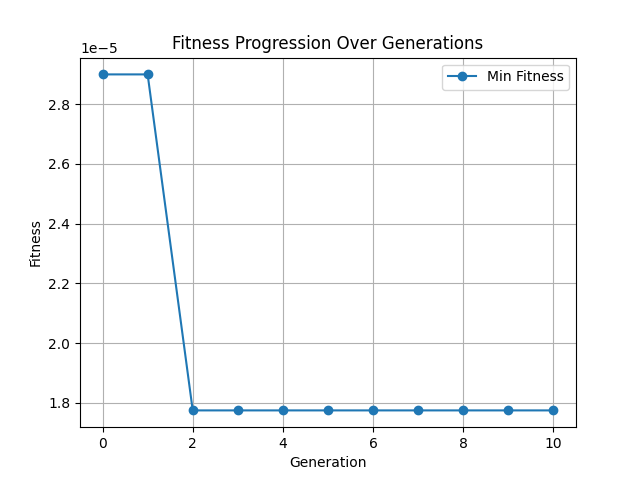 Fitness Progression Over Generations
1e−5
Min Fitness
2.8
2.6
2.4
2.2
2.0
1.8
Fitness
0 2 4 6 8 10
Generation